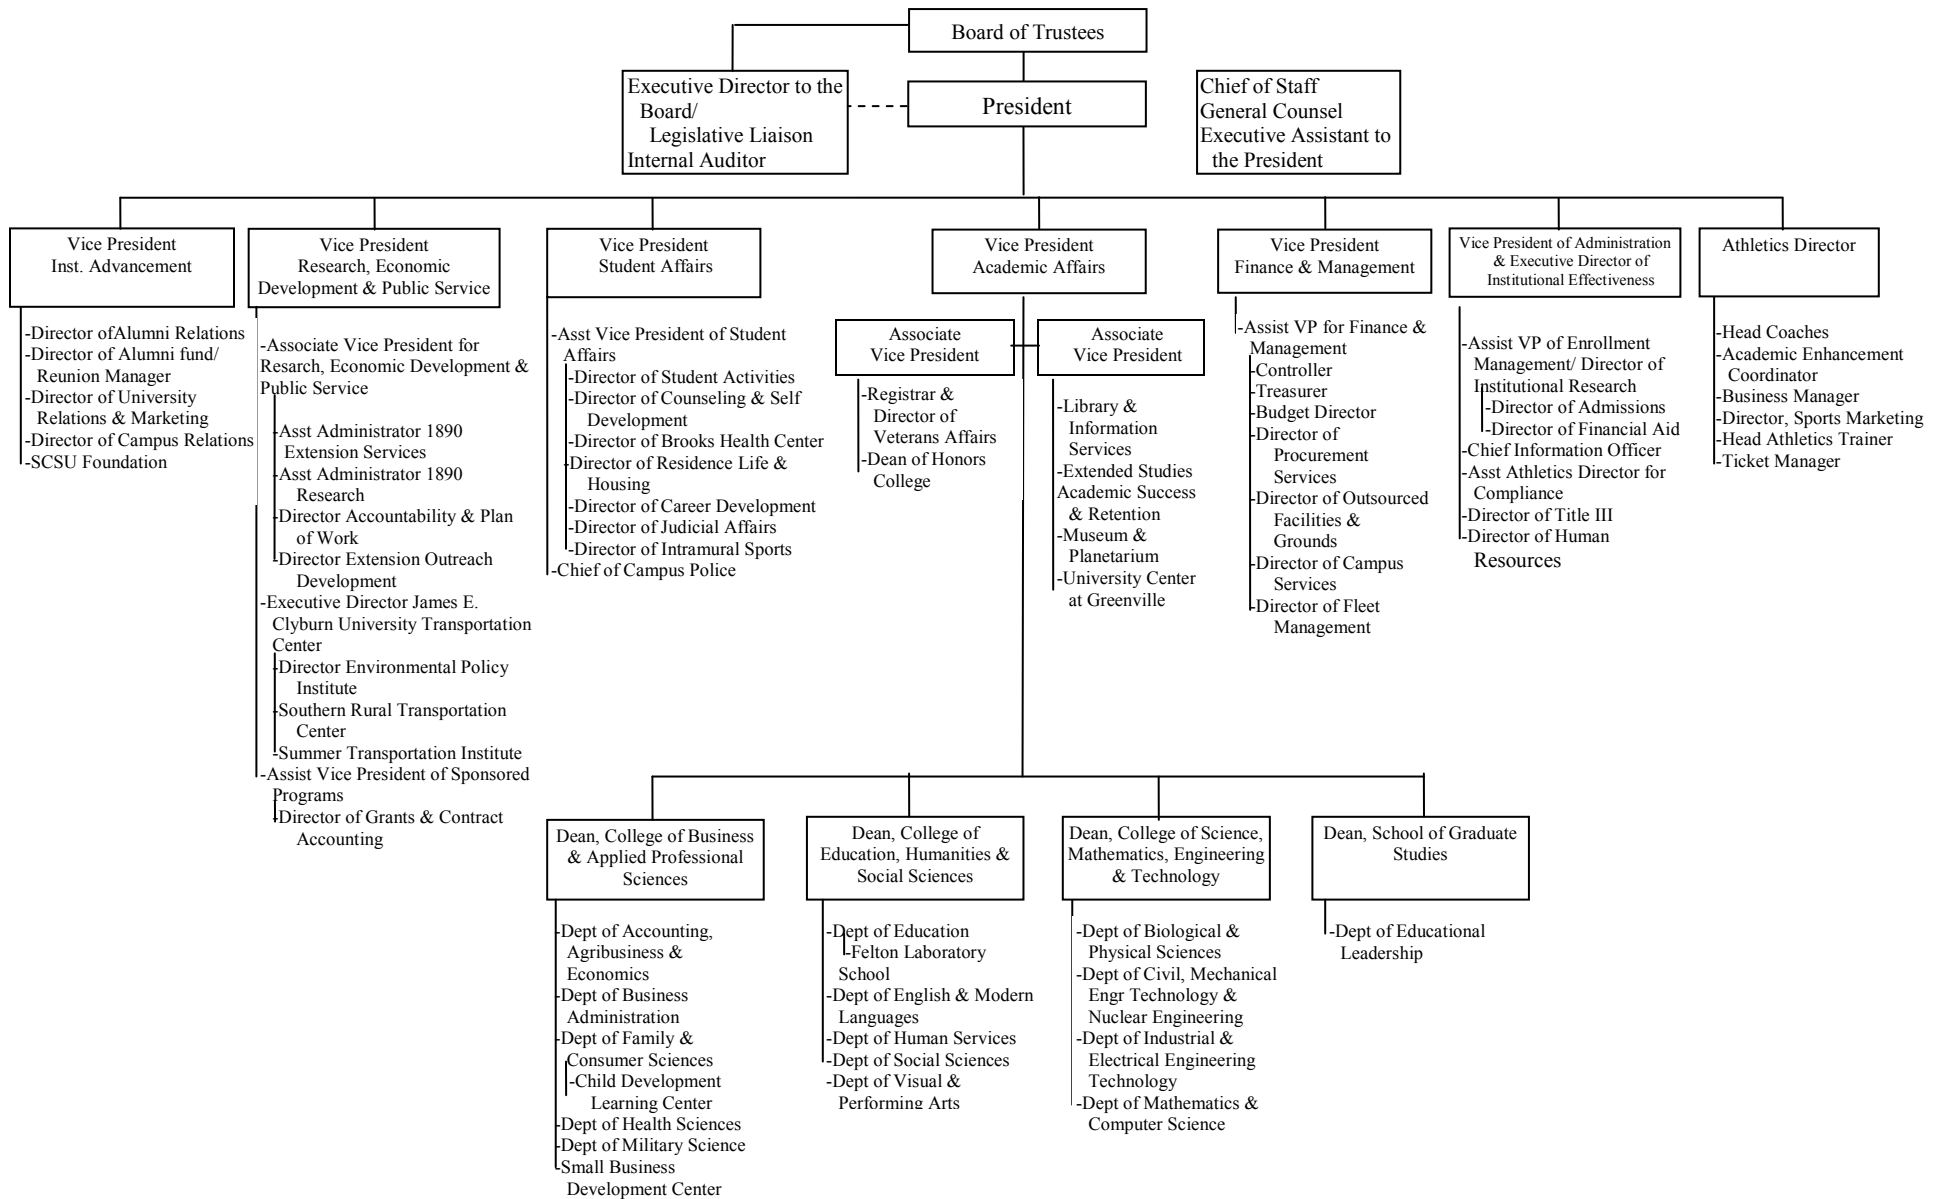 Board of Trustees
Executive Director to the
Board/
Legislative Liaison
Internal Auditor
President
Chief of Staff
General Counsel
Executive Assistant to
the President
Vice President
Inst. Advancement
-Director ofAlumni Relations
-Director of Alumni fund/
Reunion Manager
-Director of University
Relations & Marketing
-Director of Campus Relations
-SCSU Foundation
Vice President
Research, Economic
Development & Public Service
-Associate Vice President for
Resarch, Economic Development &
Public Service
-Asst Administrator 1890
Extension Services
-Asst Administrator 1890
Research
-Director Accountability & Plan
of Work
-Director Extension Outreach
Development
-Executive Director James E.
Clyburn University Transportation
Center
-Director Environmental Policy
Institute
-Southern Rural Transportation
Center
-Summer Transportation Institute
-Assist Vice President of Sponsored
Programs
-Director of Grants & Contract
Accounting
Vice President
Student Affairs
-Asst Vice President of Student
Affairs
-Director of Student Activities
-Director of Counseling & Self
Development
-Director of Brooks Health Center
-Director of Residence Life &
Housing
-Director of Career Development
-Director of Judicial Affairs
-Director of Intramural Sports
-Chief of Campus Police
Vice President
Academic Affairs
Associate
Vice President
-Registrar &
Director of
Veterans Affairs
-Dean of Honors
College
Associate
Vice President
-Library &
Information
Services
-Extended Studies
Academic Success
& Retention
-Museum &
Planetarium
-University Center
at Greenville
Vice President
Finance & Management
-Assist VP for Finance &
Management
-Controller
-Treasurer
-Budget Director
-Director of
Procurement
Services
-Director of Outsourced
Facilities &
Grounds
-Director of Campus
Services
-Director of Fleet
Management
Vice President of Administration
& Executive Director of
Institutional Effectiveness
-Assist VP of Enrollment
Management/ Director of
Institutional Research
-Director of Admissions
-Director of Financial Aid
-Chief Information Officer
-Asst Athletics Director for
Compliance
-Director of Title III
-Director of Human
Resources
Athletics Director
-Head Coaches
-Academic Enhancement
Coordinator
-Business Manager
-Director, Sports Marketing
-Head Athletics Trainer
-Ticket Manager
Dean, College of Business
& Applied Professional
Sciences
-Dept of Accounting,
Agribusiness &
Economics
-Dept of Business
Administration
-Dept of Family &
Consumer Sciences
-Child Development
Learning Center
-Dept of Health Sciences
-Dept of Military Science
-Small Business
Development Center
Dean, College of
Education, Humanities &
Social Sciences
-Dept of Education
-Felton Laboratory
School
-Dept of English & Modern
Languages
-Dept of Human Services
-Dept of Social Sciences
-Dept of Visual &
Performing Arts
Dean, College of Science,
Mathematics, Engineering
& Technology
-Dept of Biological &
Physical Sciences
-Dept of Civil, Mechanical
Engr Technology &
Nuclear Engineering
-Dept of Industrial &
Electrical Engineering
Technology
-Dept of Mathematics &
Computer Science
Dean, School of Graduate
Studies
-Dept of Educational
Leadership